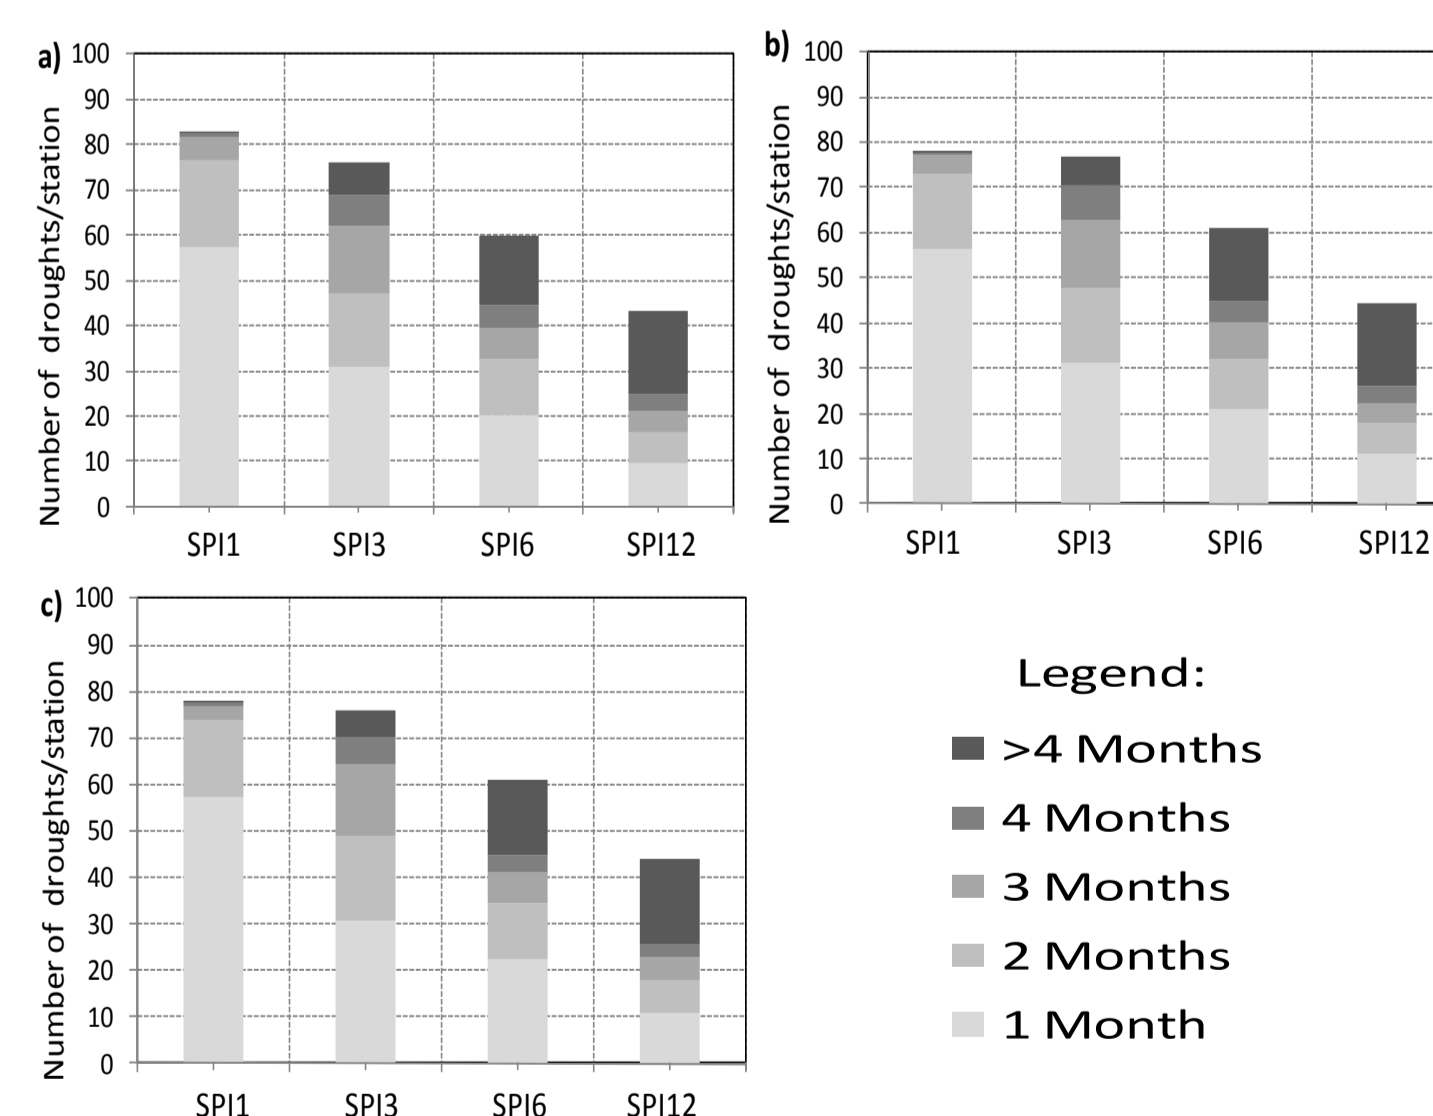 a)
Number of droughts/station
100
90
80
70
60
50
40
30
20
10
0
SPI1 SPI3 SPI6 SPI12
b)
Number of droughts/station
100
90
80
70
60
50
40
30
20
10
0
SPI1 SPI3 SPI6 SPI12
c)
Number of droughts/station
100
90
80
70
60
50
40
30
20
10
0
SPI1 SPI3 SPI6 SPI12
Legend:
>4 Months
4 Months
3 Months
2 Months
1 Month